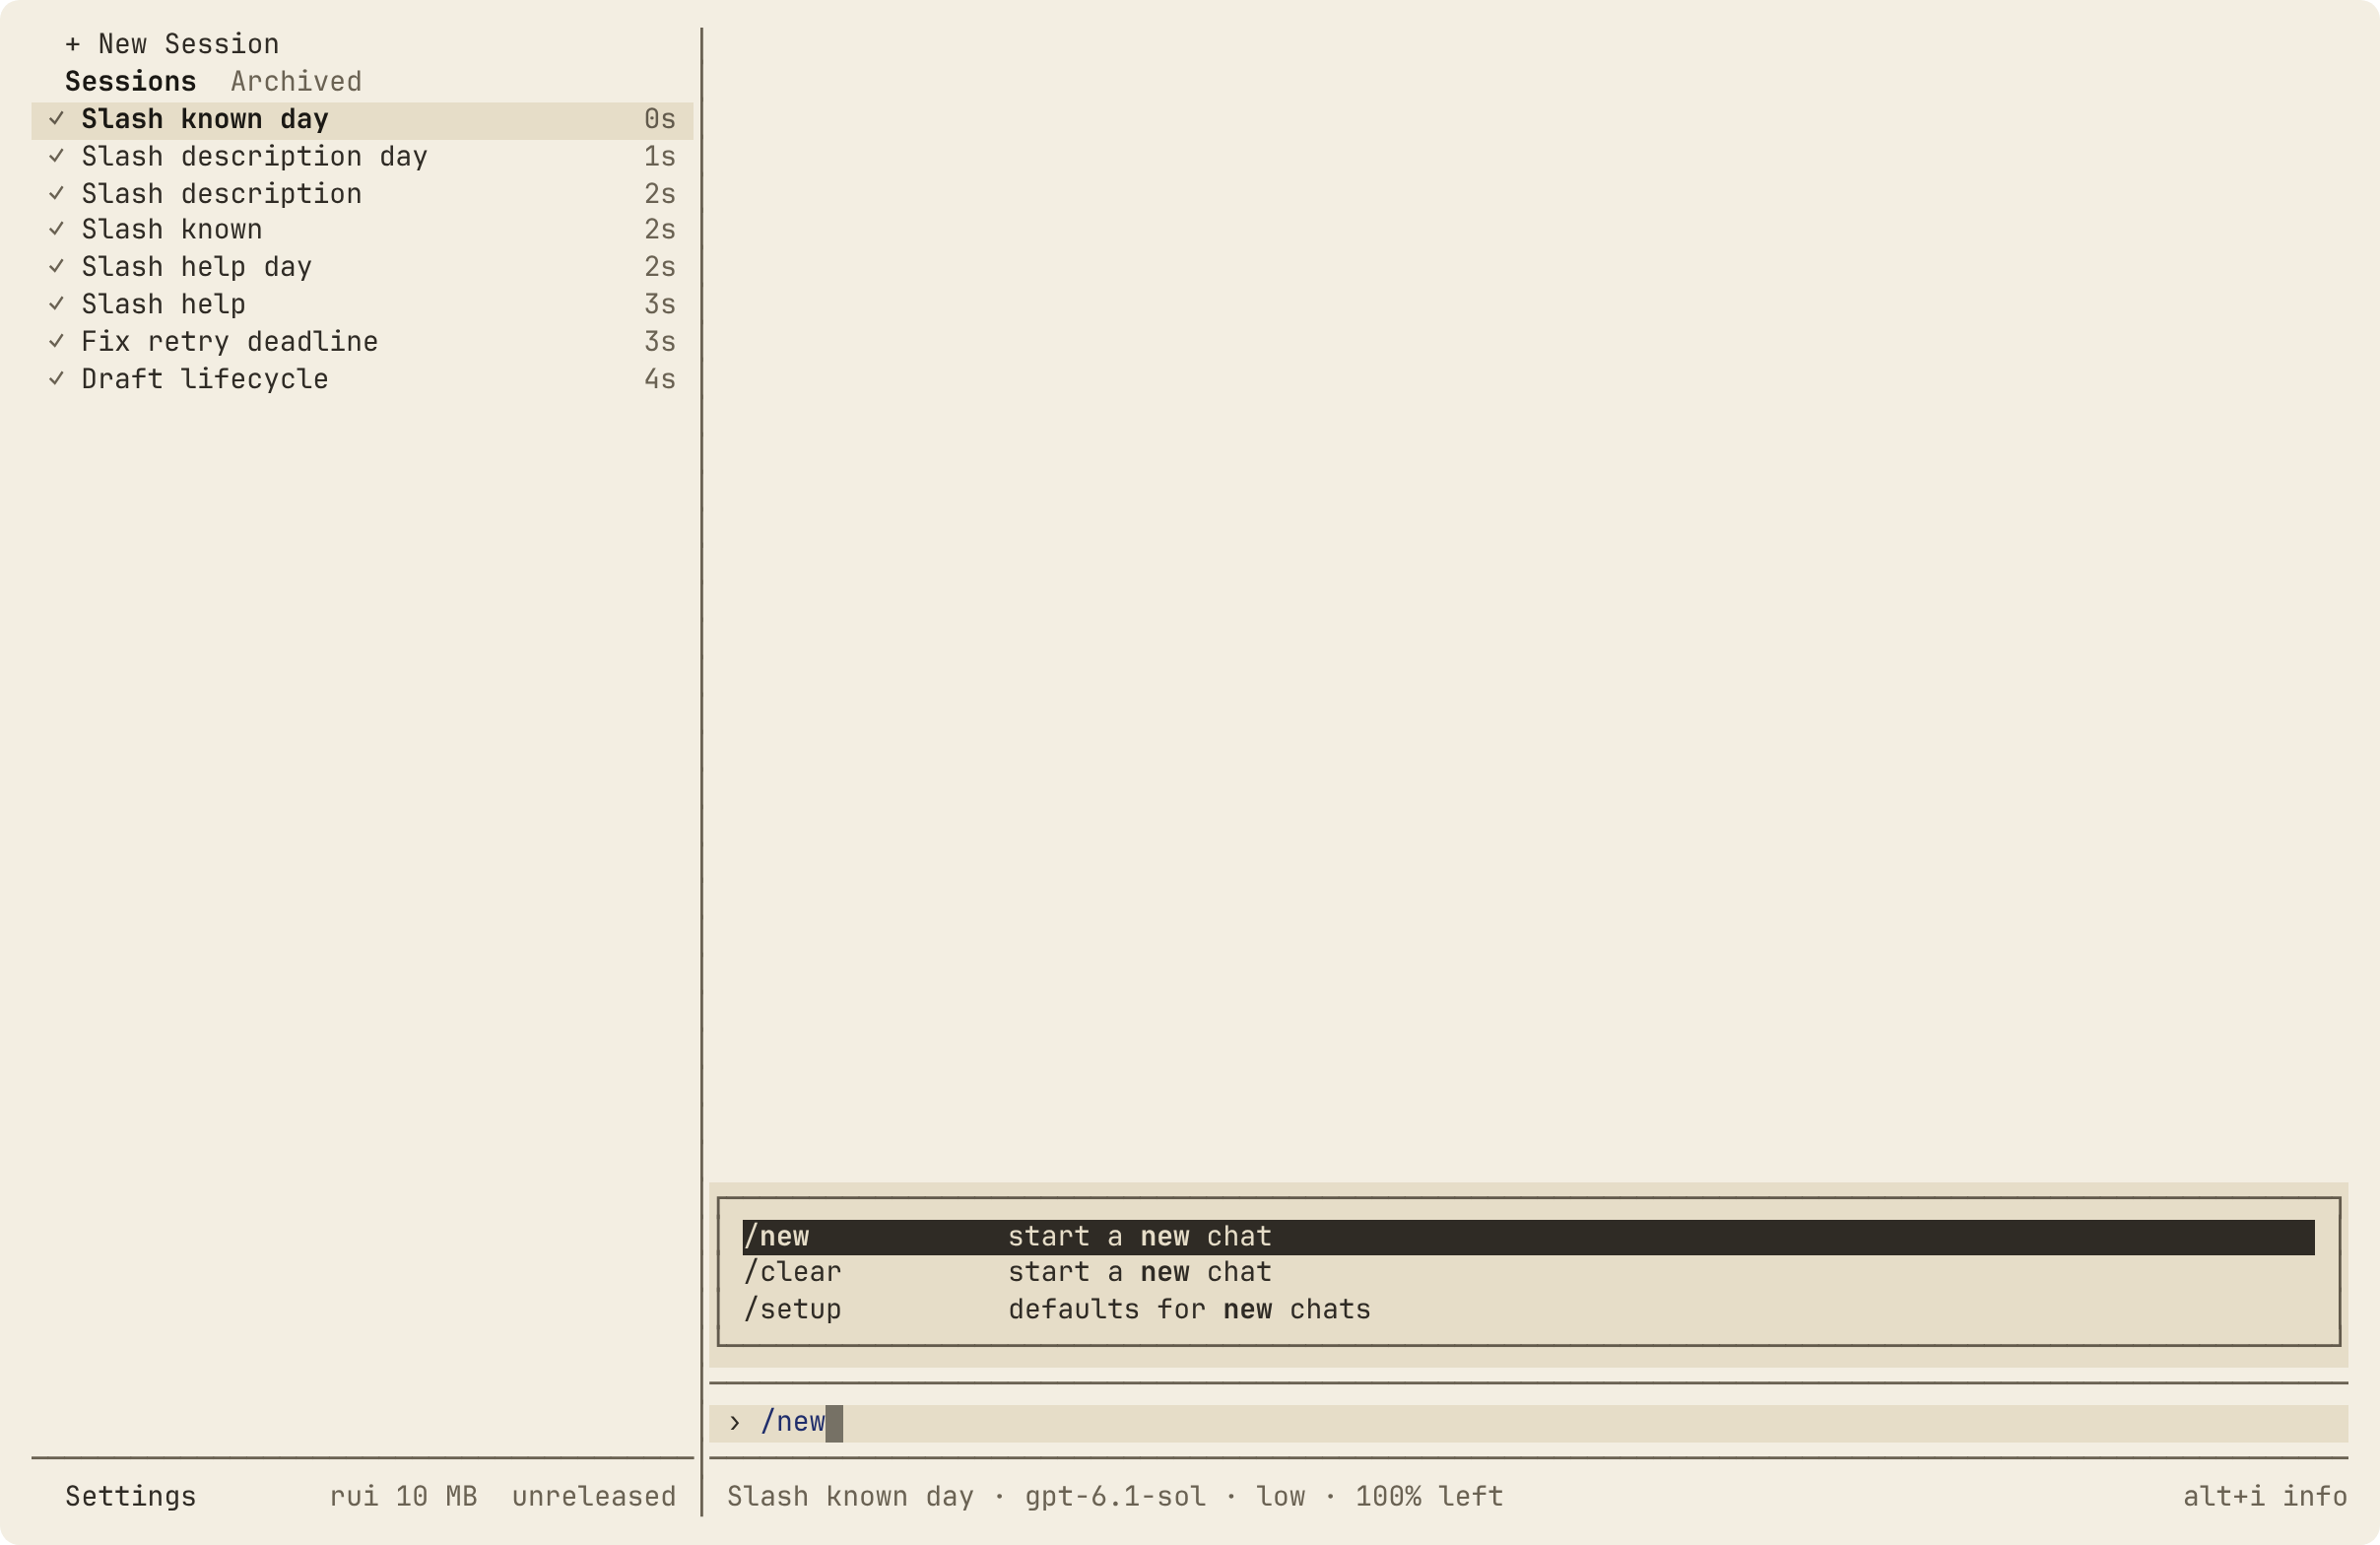 + New Session
Sessions  Archived
✓ Slash known day 0s
✓ Slash description day 1s
✓ Slash description 2s
✓ Slash known 2s
✓ Slash help day 2s
✓ Slash help 3s
✓ Fix retry deadline 3s
✓ Draft lifecycle 4s
/new start a new chat
/clear start a new chat
/setup defaults for new chats
› /new
Settings rui 10 MB unreleased
Slash known day · gpt-6.1-sol · low · 100% left alt+i info